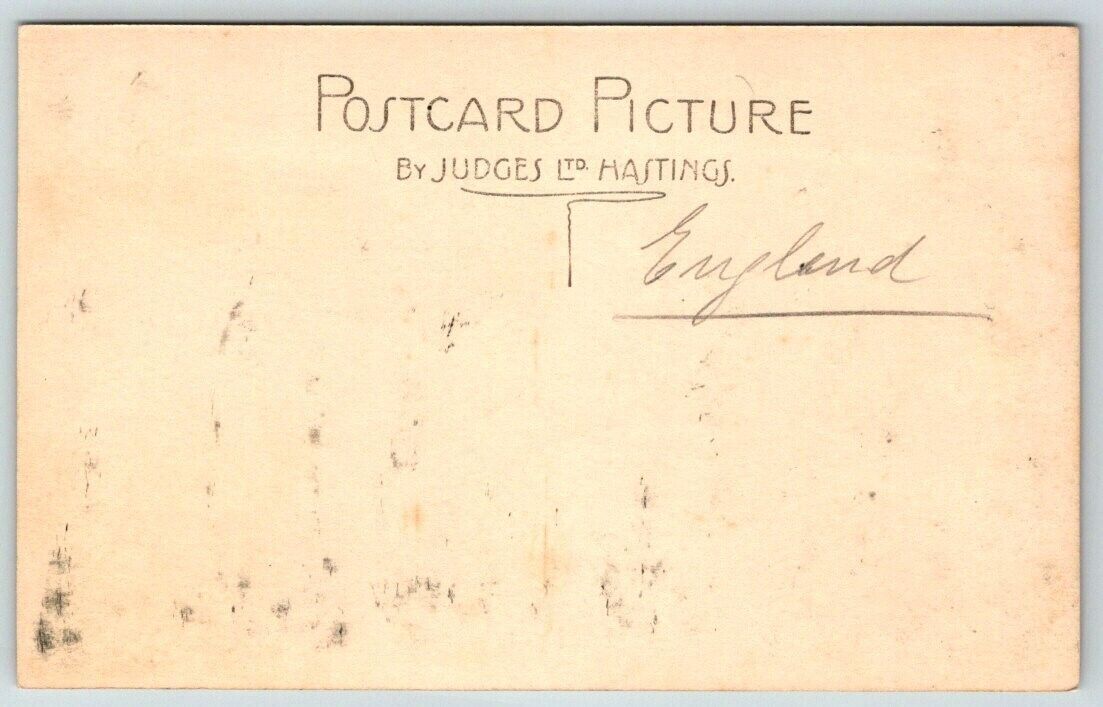 POSTCARD PICTURE
BY JUDGES LTD. HASTINGS.
England